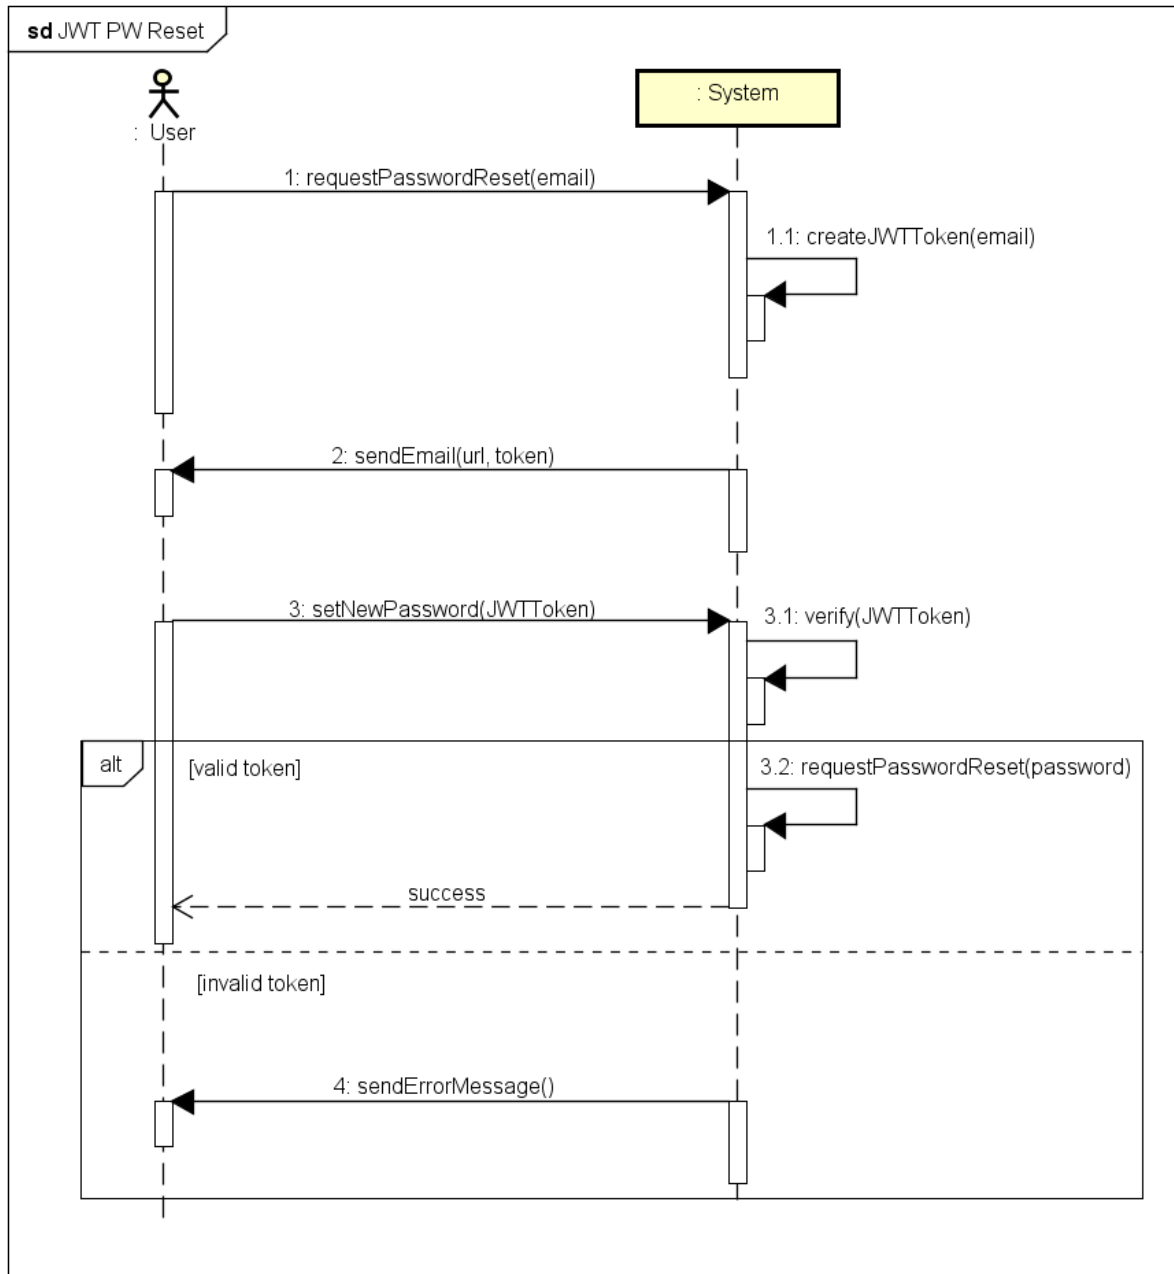 sd JWT PW Reset
: User
: System
1: requestPasswordReset(email)
1.1: createJWTToken(email)
2: sendEmail(url, token)
3: setNewPassword(JWTToken)
3.1: verify(JWTToken)
alt
[valid token]
3.2: requestPasswordReset(password)
success
[invalid token]
4: sendErrorMessage()